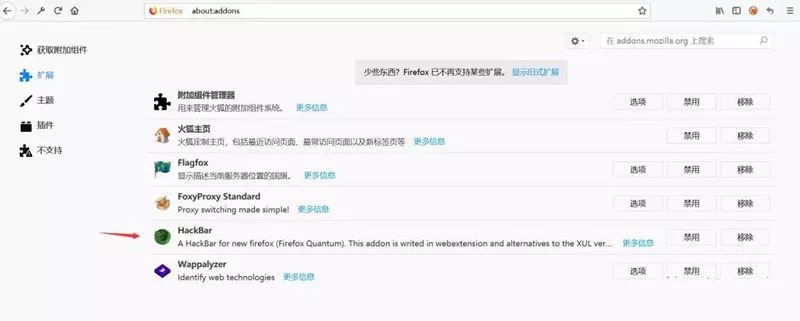 Firefox about:addons
在 addons.mozilla.org 上搜索
获取附加组件
扩展
主题
插件
不支持
少些东西？Firefox 已不再支持某些扩展。 显示旧式扩展
附加组件管理器
用来管理火狐的附加组件系统。 更多信息
选项 禁用 移除
火狐主页
火狐定制主页，包括最近访问页面、最常访问页面以及新标签页等 更多信息
禁用 移除
Flagfox
显示描述当前服务器位置的国旗。 更多信息
选项 禁用 移除
FoxyProxy Standard
Proxy switching made simple! 更多信息
选项 禁用 移除
HackBar
A HackBar for new firefox (Firefox Quantum). This addon is writed in webextension and alternatives to the XUL ver... 更多信息
禁用 移除
Wappalyzer
Identify web technologies 更多信息
选项 禁用 移除